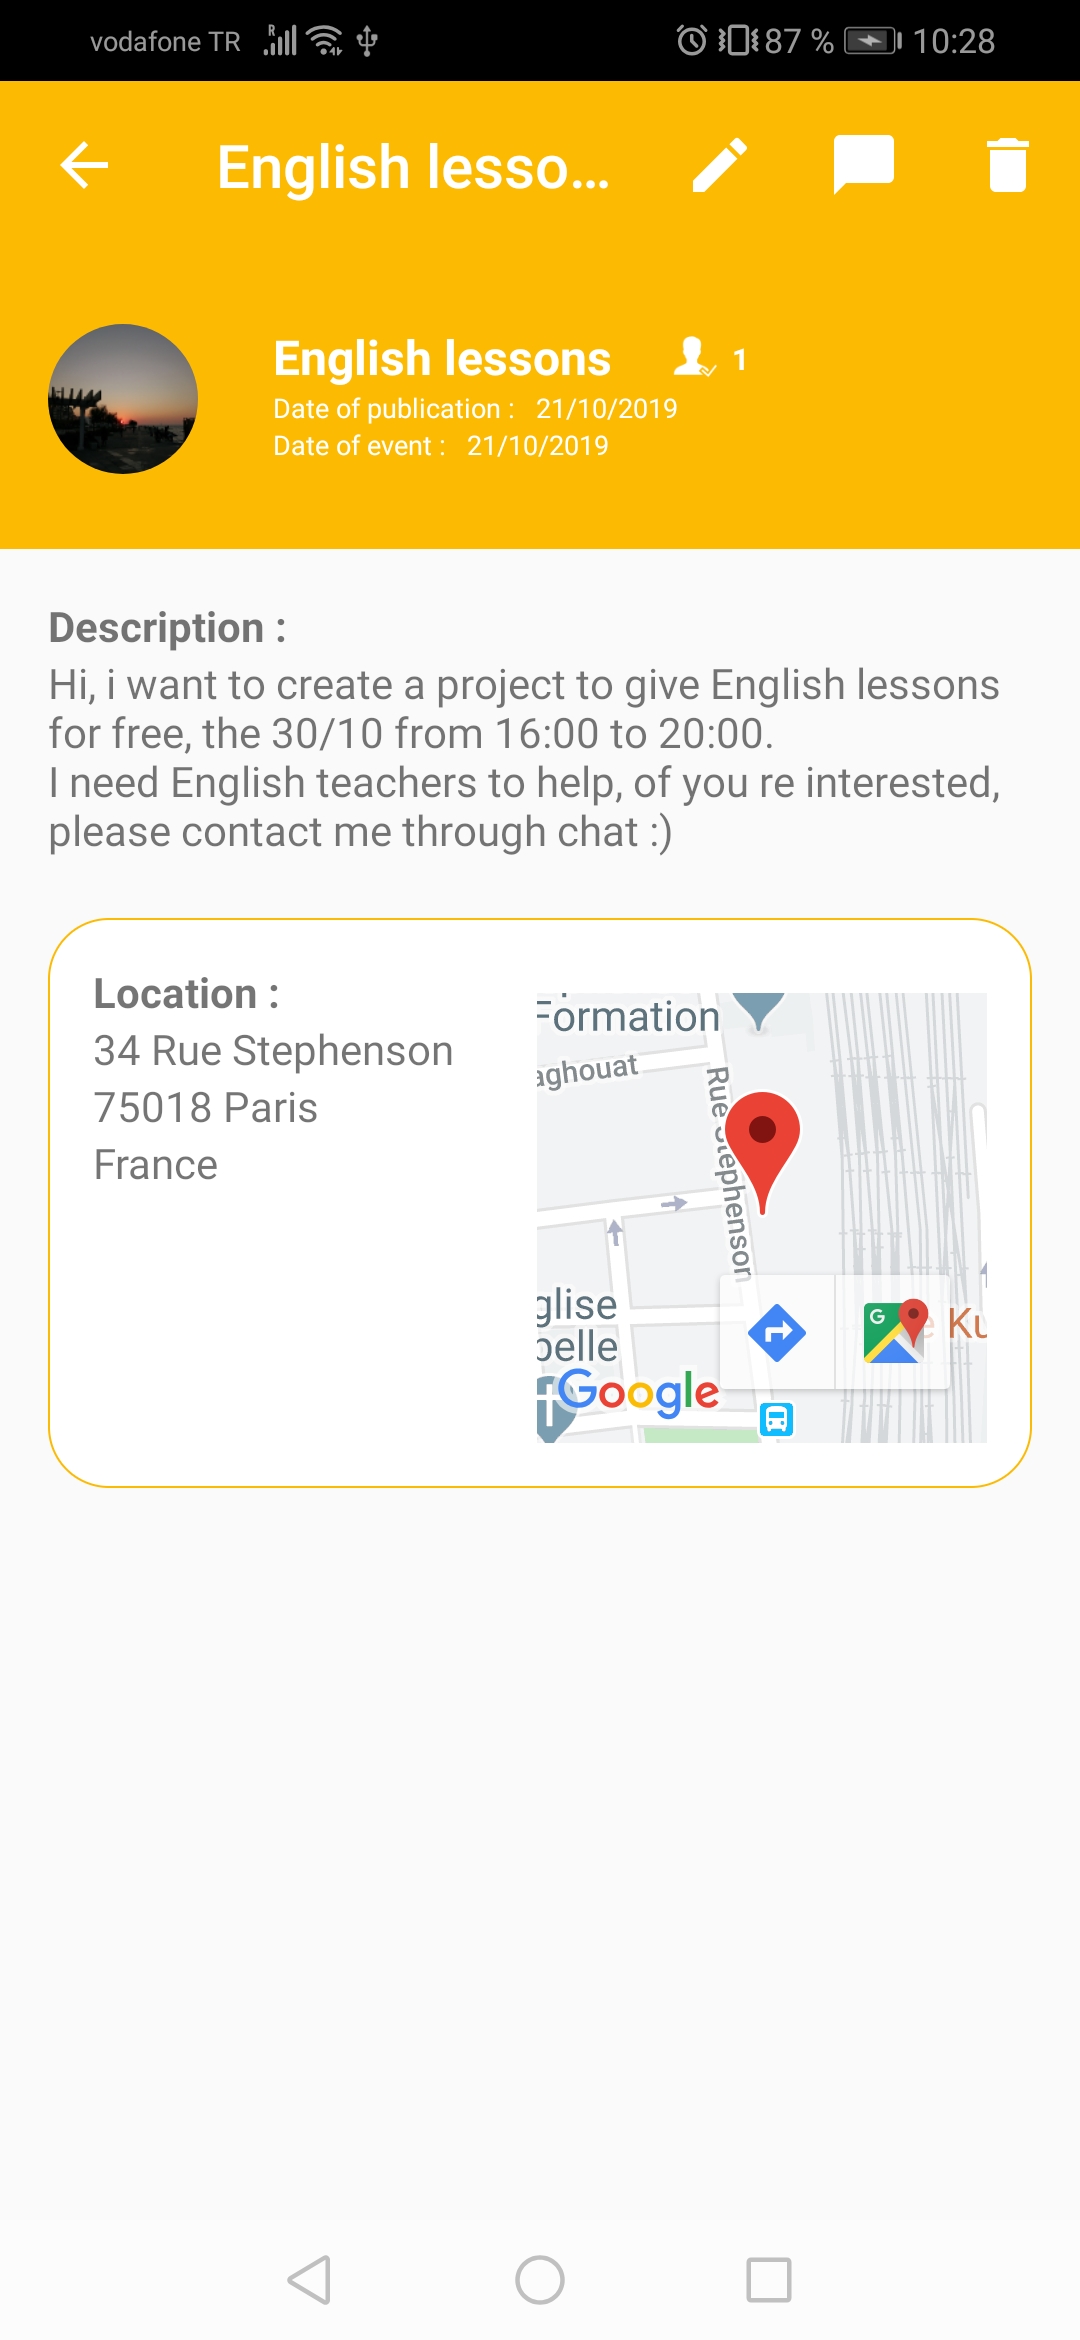 vodafone TR R 87 % 10:28
English lesso...
English lessons 1
Date of publication : 21/10/2019
Date of event : 21/10/2019
Description :
Hi, i want to create a project to give English lessons
for free, the 30/10 from 16:00 to 20:00.
I need English teachers to help, of you re interested,
please contact me through chat :)
Location :
34 Rue Stephenson
75018 Paris
France
Formation
aghouat
Rue Stephenson
glise
pelle
G
e Ku
Google